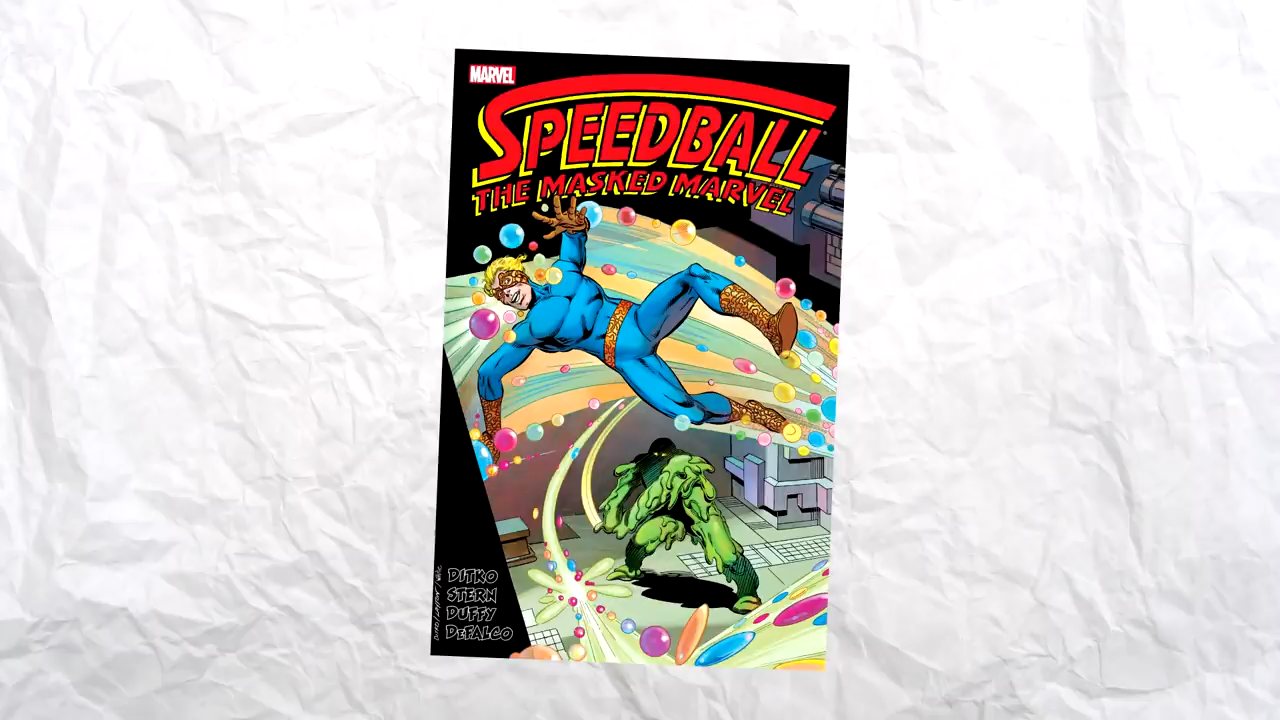 MARVEL
SPEEDBALL
THE MASKED MARVEL
DITKO
STERN
DUFFY
DeFALCO